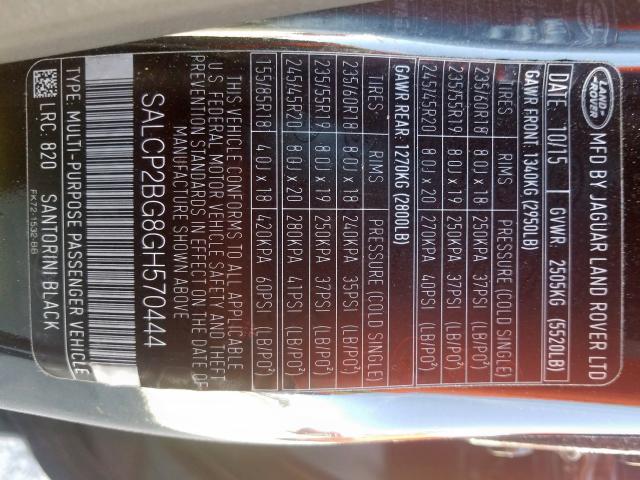 LAND ROVER
MFD BY JAGUAR LAND ROVER LTD
DATE: 10/15 GVWR: 2505KG (5520LB)
GAWR FRONT: 1340KG (2950LB)
TIRES RIMS PRESSURE (COLD SINGLE)
235/60R18 8.0J x 18 250KPA 37PSI (LB/PO²)
235/55R19 8.0J x 19 250KPA 37PSI (LB/PO²)
245/45R20 8.0J x 20 270KPA 40PSI (LB/PO²)
GAWR REAR: 1270KG (2800LB)
TIRES RIMS PRESSURE (COLD SINGLE)
235/60R18 8.0J x 18 240KPA 35PSI (LB/PO²)
235/55R19 8.0J x 19 250KPA 37PSI (LB/PO²)
245/45R20 8.0J x 20 280KPA 41PSI (LB/PO²)
155/85R18 4.0J x 18 420KPA 60PSI (LB/PO²)
THIS VEHICLE CONFORMS TO ALL APPLICABLE
U.S. FEDERAL MOTOR VEHICLE SAFETY AND THEFT
PREVENTION STANDARDS IN EFFECT ON THE DATE OF
MANUFACTURE SHOWN ABOVE
SALCP2BG8GH570444
TYPE: MULTI-PURPOSE PASSENGER VEHICLE
LRC: 820 SANTORINI BLACK
FK72-1532-BB